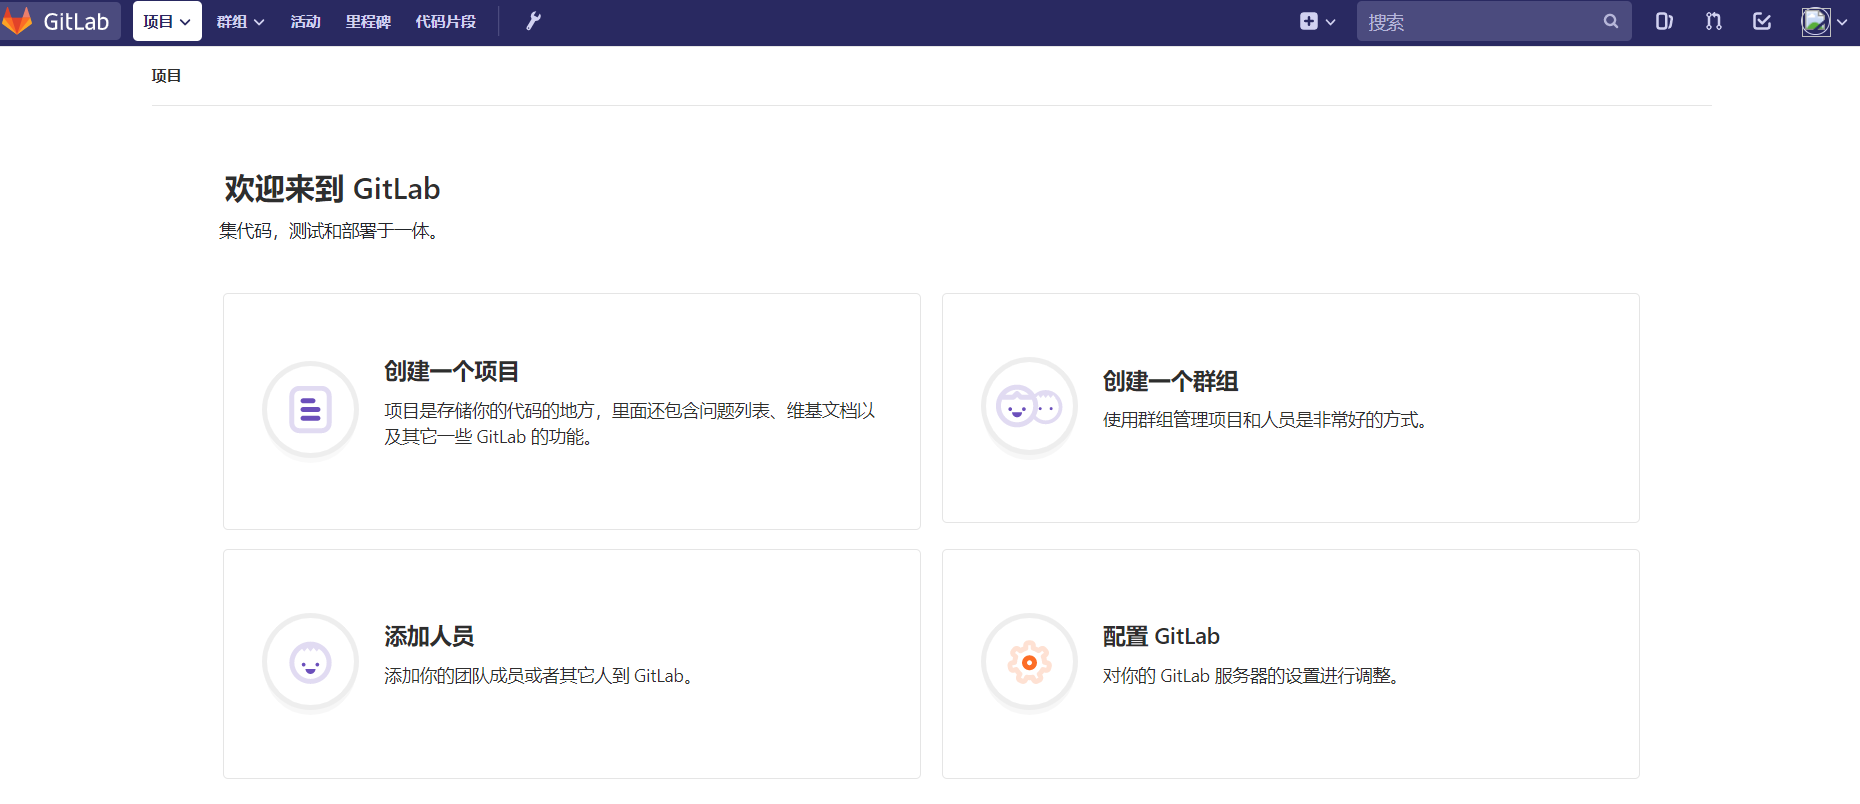 GitLab 项目 群组 活动 里程碑 代码片段 搜索
项目
欢迎来到 GitLab
集代码，测试和部署于一体。
创建一个项目
项目是存储你的代码的地方，里面还包含问题列表、维基文档以
及其它一些 GitLab 的功能。
创建一个群组
使用群组管理项目和人员是非常好的方式。
添加人员
添加你的团队成员或者其它人到 GitLab。
配置 GitLab
对你的 GitLab 服务器的设置进行调整。